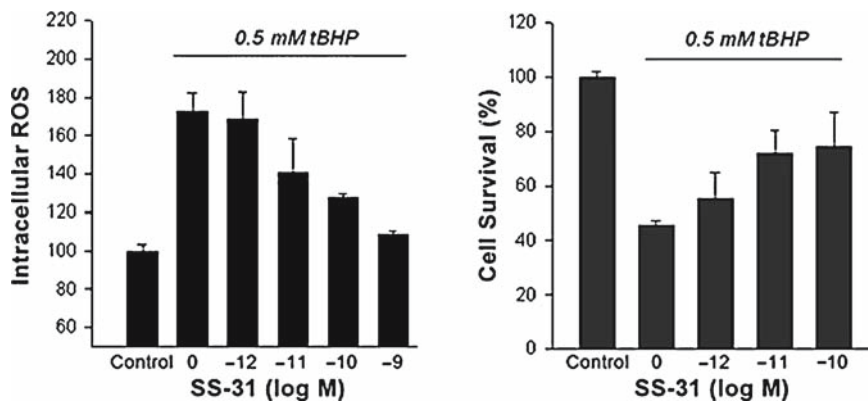 220
200
180
160
140
120
100
80
60
Intracellular ROS
0.5 mM tBHP
Control 0 –12 –11 –10 –9
SS-31 (log M)
120
100
80
60
40
20
0
Cell Survival (%)
0.5 mM tBHP
Control 0 –12 –11 –10
SS-31 (log M)